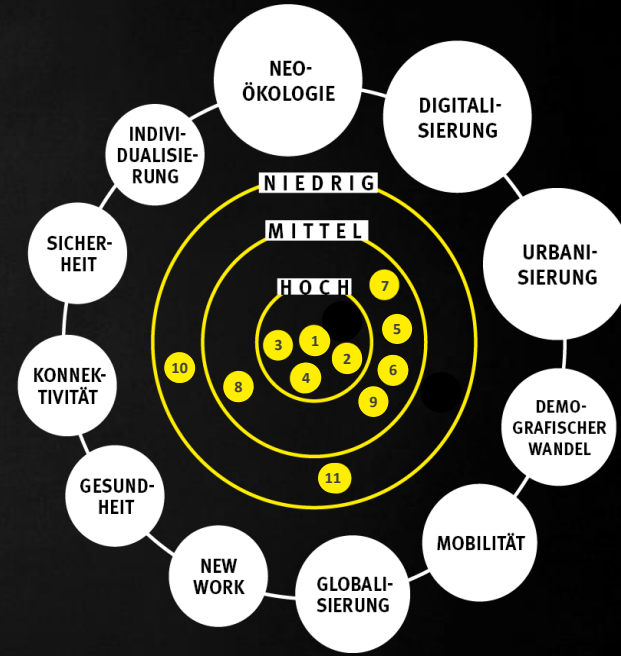 NEO-
ÖKOLOGIE
DIGITALI-
SIERUNG
URBANI-
SIERUNG
DEMO-
GRAFISCHER
WANDEL
MOBILITÄT
GLOBALI-
SIERUNG
NEW
WORK
GESUND-
HEIT
KONNEK-
TIVITÄT
SICHER-
HEIT
INDIVI-
DUALISIE-
RUNG
NIEDRIG
MITTEL
HOCH
7
5
1
3
2
4
6
8
9
10
11